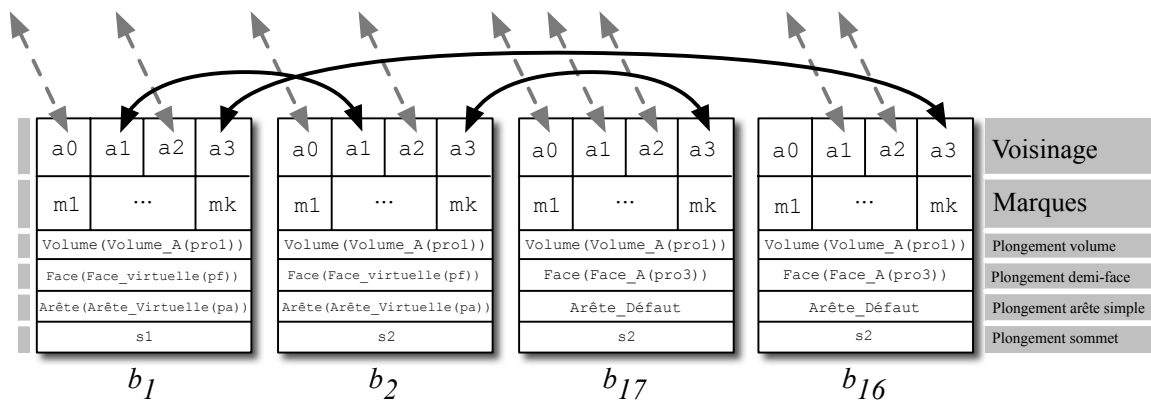 a0 a1 a2 a3 a0 a1 a2 a3 a0 a1 a2 a3 a0 a1 a2 a3 Voisinage
m1 ... mk m1 ... mk m1 ... mk m1 ... mk Marques
Volume(Volume_A(pro1)) Volume(Volume_A(pro1)) Volume(Volume_A(pro1)) Volume(Volume_A(pro1)) Plongement volume
Face(Face_virtuelle(pf)) Face(Face_virtuelle(pf)) Face(Face_A(pro3)) Face(Face_A(pro3)) Plongement demi-face
Arête(Arête_Virtuelle(pa)) Arête(Arête_Virtuelle(pa)) Arête_Défaut Arête_Défaut Plongement arête simple
s1 s2 s2 s2 Plongement sommet
b1 b2 b17 b16